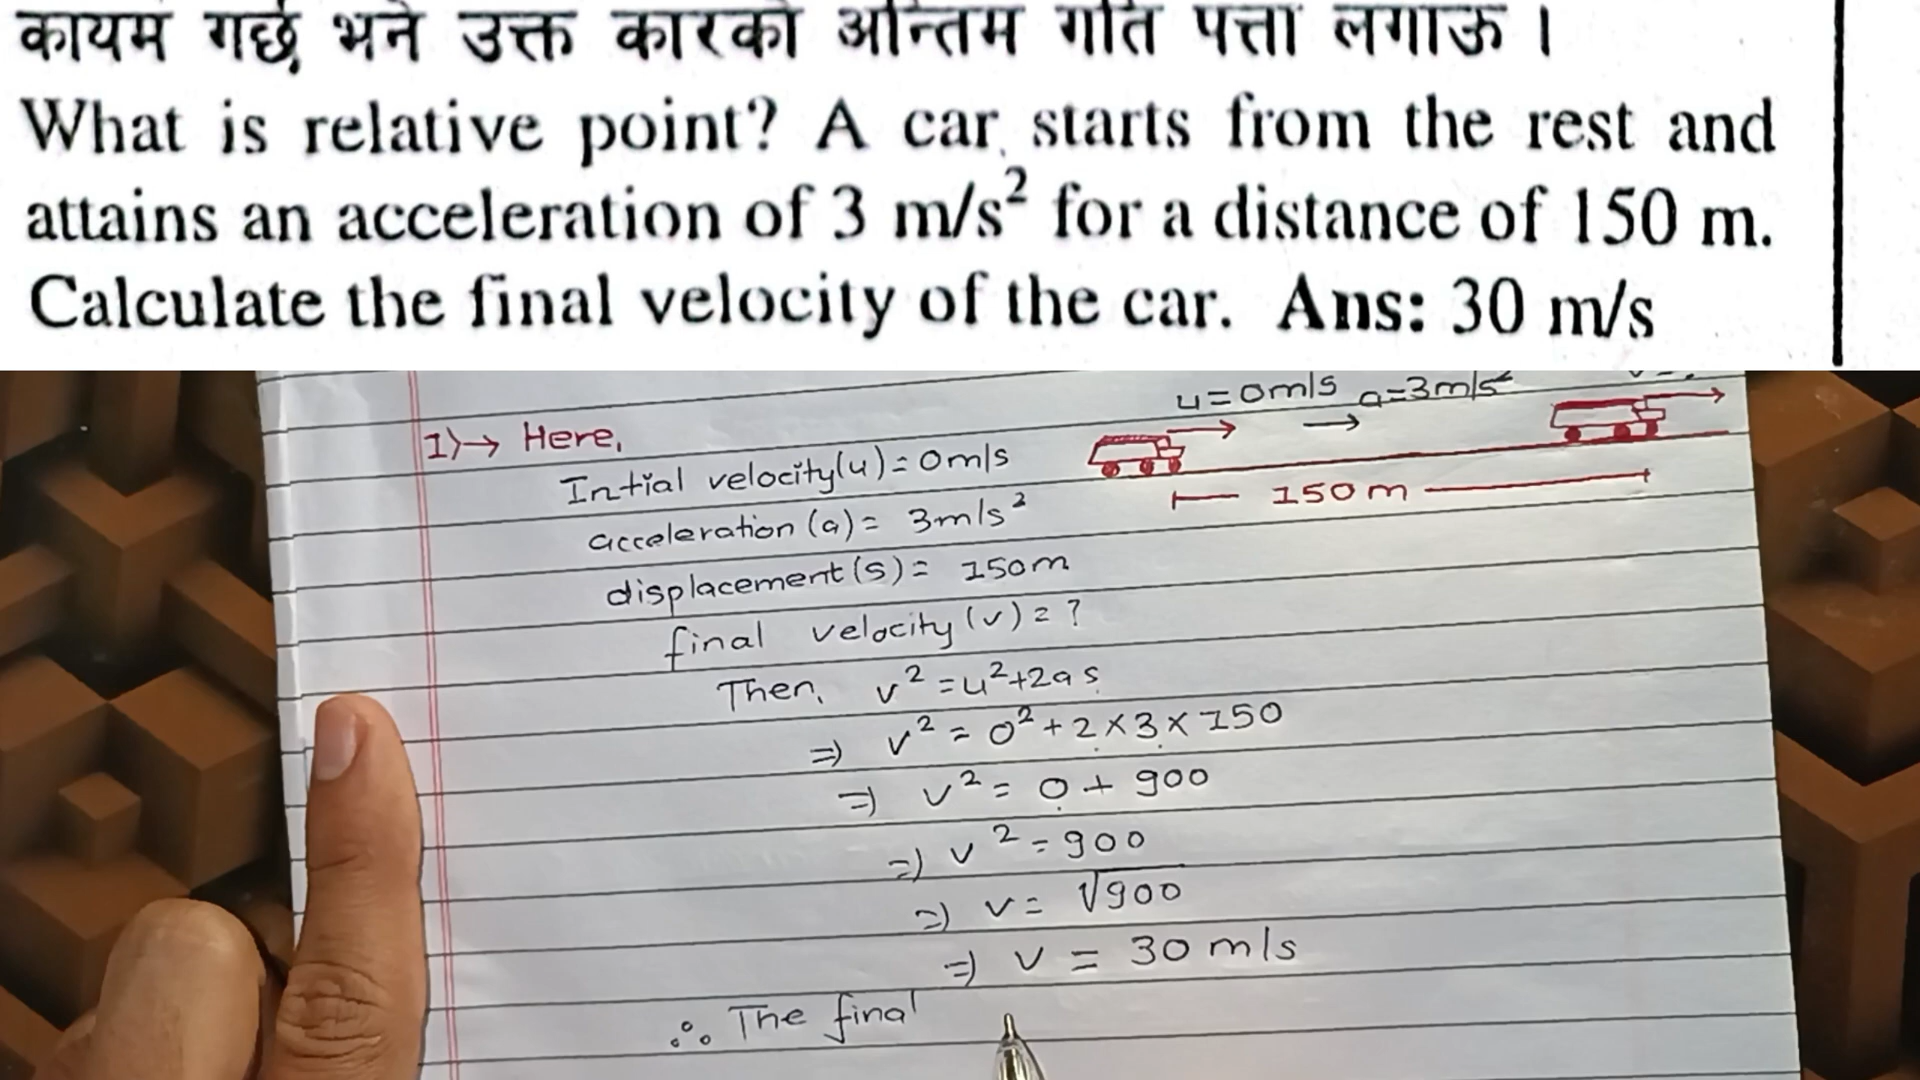 कायम गर्छ भने उक्त कारको अन्तिम गति पत्ता लगाऊ ।
What is relative point? A car starts from the rest and
attains an acceleration of 3 m/s² for a distance of 150 m.
Calculate the final velocity of the car. Ans: 30 m/s
u=0m/s a=3m/s²
1)→ Here,
Intial velocity(u)=0m/s
150m
acceleration (a)= 3m/s²
displacement(s)= 150m
final velocity(v)=?
Then, v²=u²+2as
⇒ v²=0²+2×3×150
⇒ v²=0+900
⇒ v²=900
⇒ v=√900
⇒ v=30m/s
∴ The final